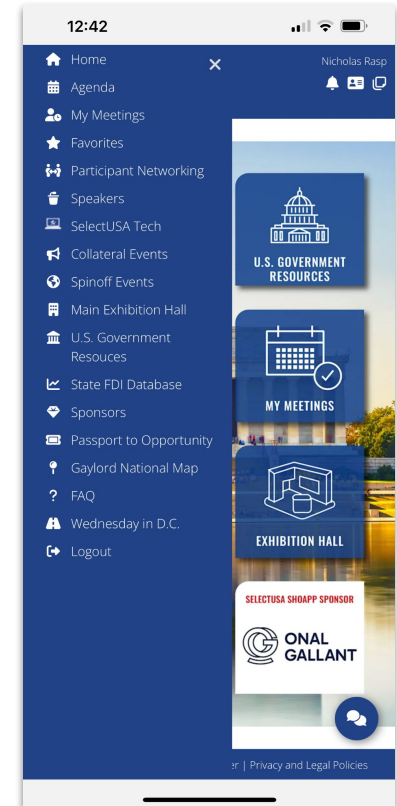 12:42
Home
Nicholas Rasp
Agenda
My Meetings
Favorites
Participant Networking
Speakers
SelectUSA Tech
Collateral Events
Spinoff Events
Main Exhibition Hall
U.S. Government
Resouces
State FDI Database
Sponsors
Passport to Opportunity
Gaylord National Map
FAQ
Wednesday in D.C.
Logout
U.S. GOVERNMENT
RESOURCES
MY MEETINGS
EXHIBITION HALL
SELECTUSA SHOAPP SPONSOR
ONAL
GALLANT
er | Privacy and Legal Policies